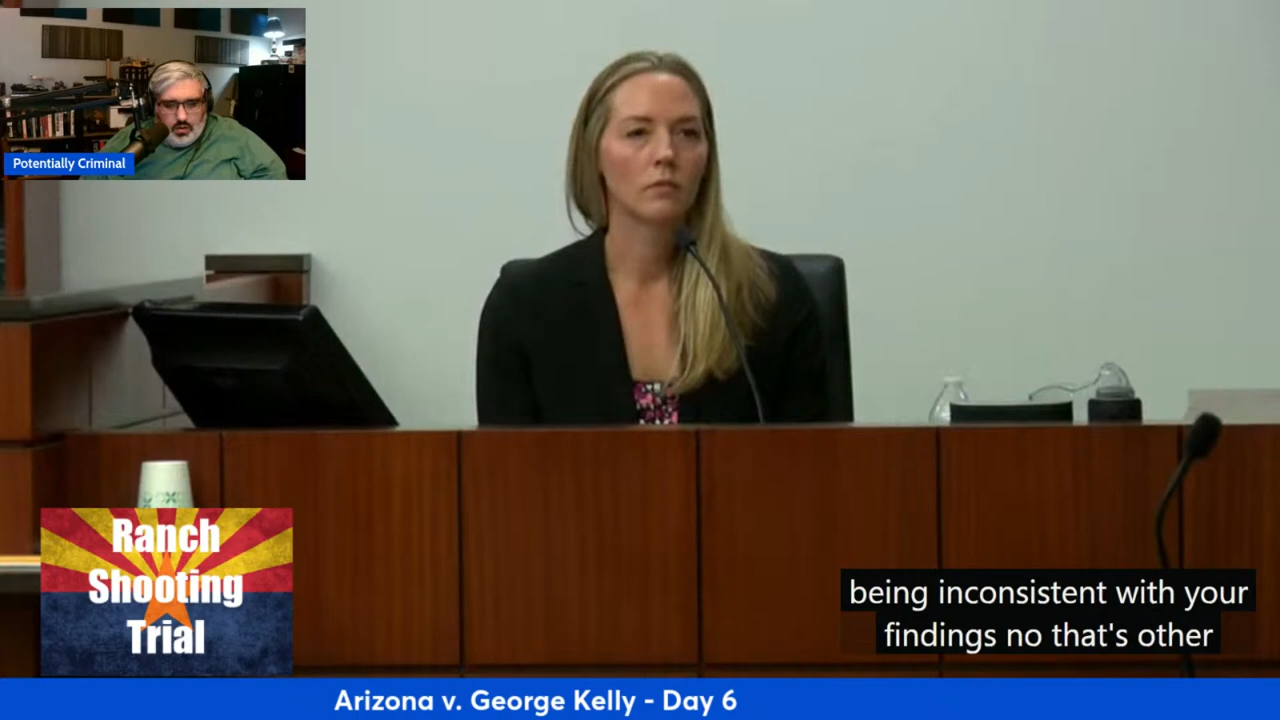 Potentially Criminal
Ranch
Shooting
Trial
being inconsistent with your
findings no that's other
Arizona v. George Kelly - Day 6